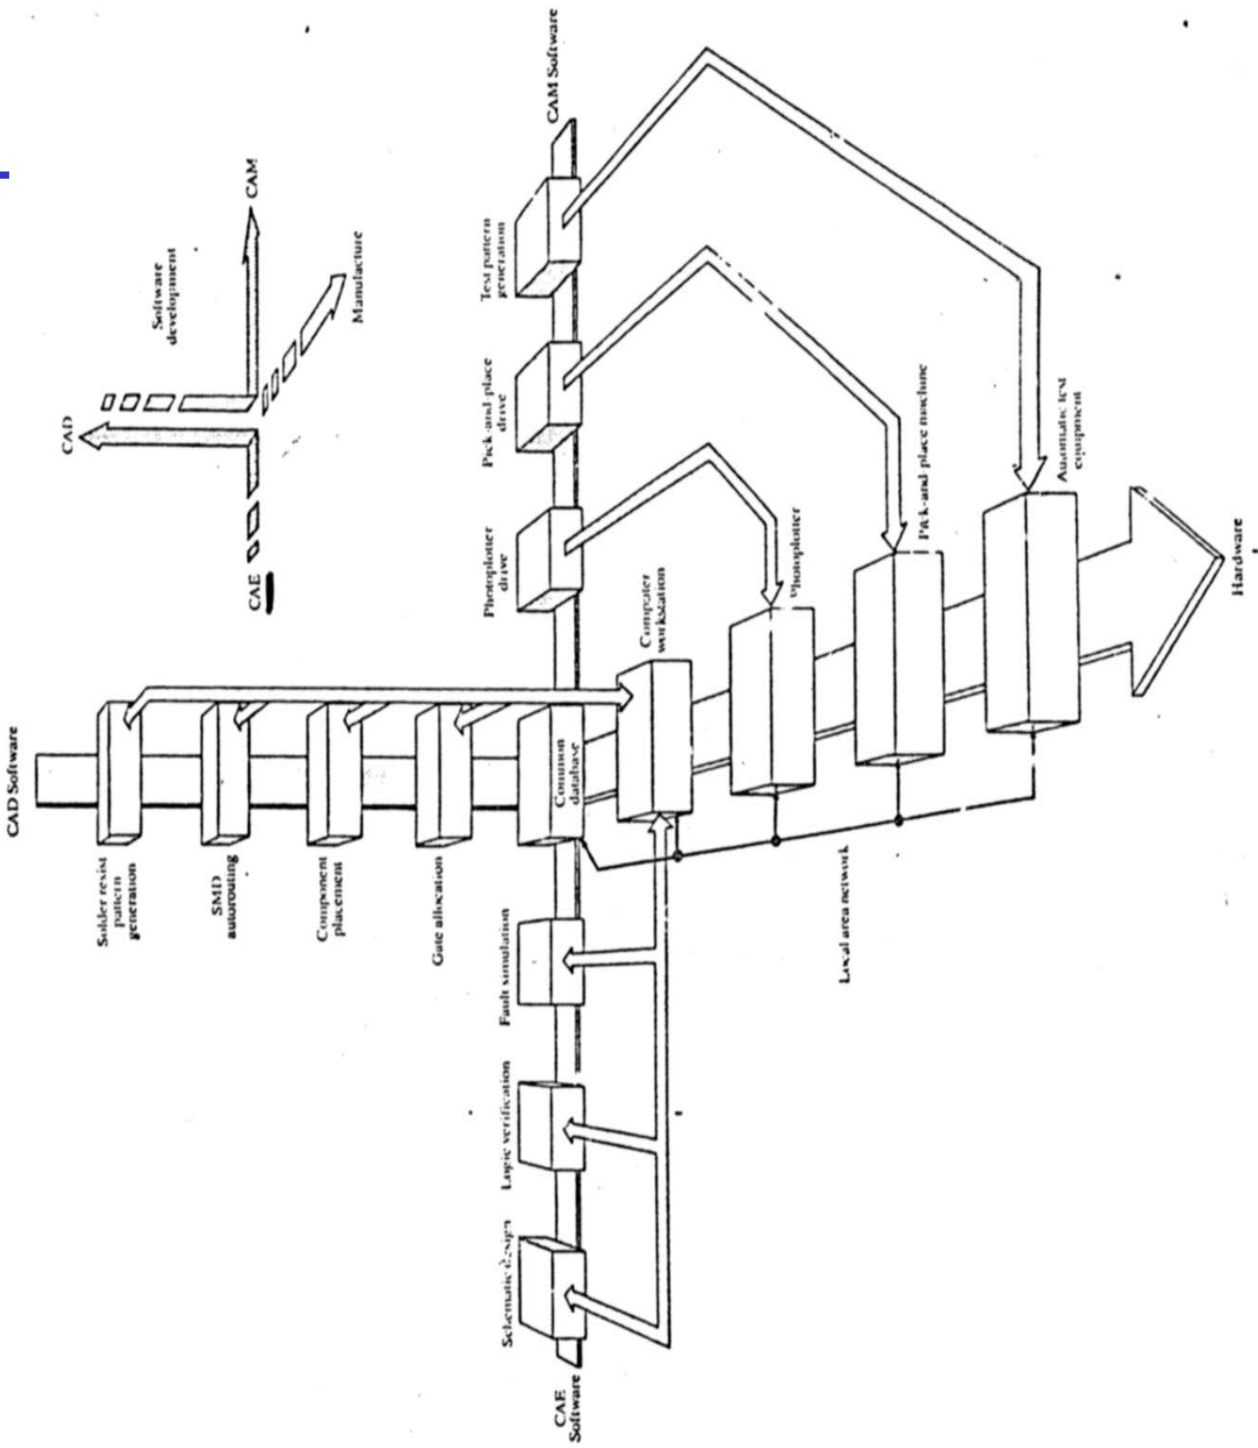 CAD Software
Solder resist
pattern
generation
SMD
autorouting
Component
placement
Gate allocation
Common
database
CAD
CAE
CAM
Manufacture
Software
development
CAE
Software
Schematic design
Logic verification
Fault simulation
Photoplotter
drive
Pick-and-place
drive
Test pattern
generation
CAM Software
Computer
workstation
Photoplotter
Pick-and-place machine
Automatic test
equipment
Local area network
Hardware